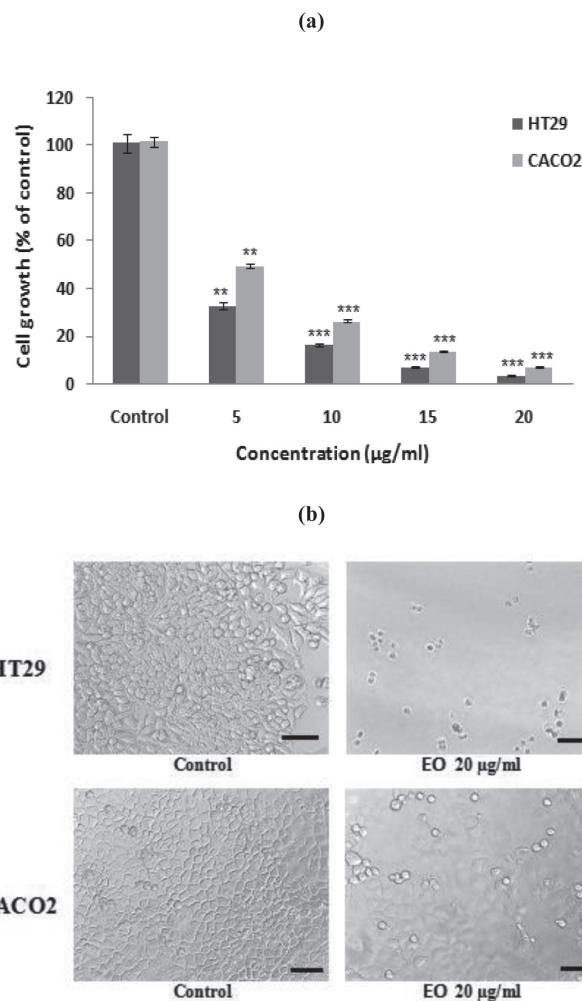 (a)
120
100
80
60
40
20
0
Cell growth (% of control)
HT29
CACO2
**
**
***
***
***
***
***
***
Control 5 10 15 20
Concentration (µg/ml)
(b)
HT29
Control
EO 20 µg/ml
ACO2
Control
EO 20 µg/ml